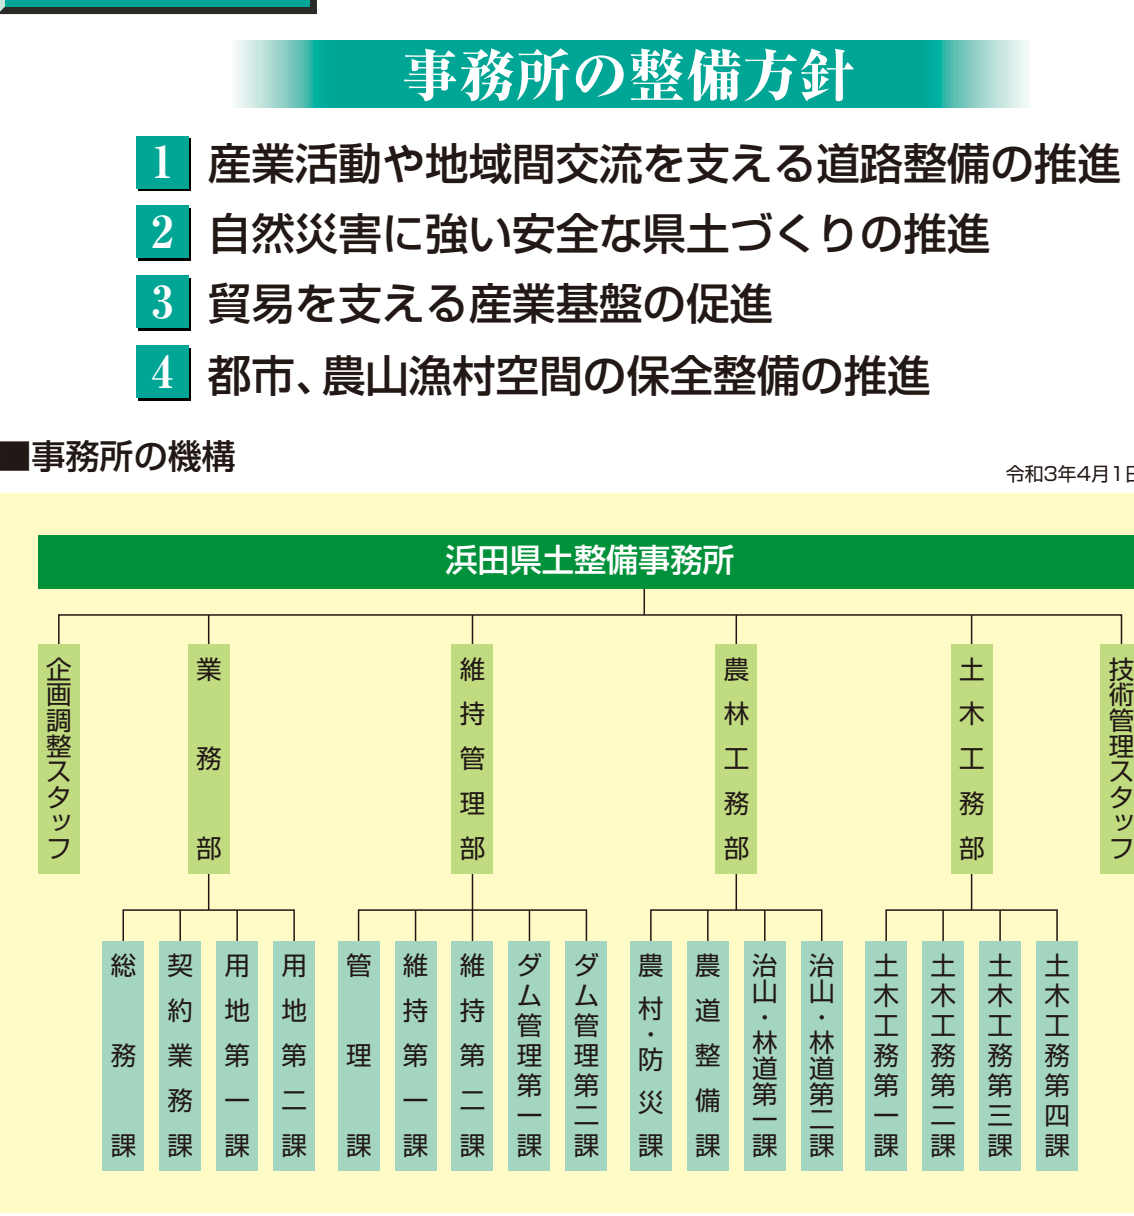 事務所の整備方針
1 産業活動や地域間交流を支える道路整備の推進
2 自然災害に強い安全な県土づくりの推進
3 貿易を支える産業基盤の促進
4 都市、農山漁村空間の保全整備の推進
■事務所の機構
令和3年4月1日
浜田県土整備事務所
企画調整スタッフ
業務部
維持管理部
農林工務部
土木工務部
技術管理スタッフ
総務課
契約業務課
用地第一課
用地第二課
管理課
維持第一課
維持第二課
ダム管理第一課
ダム管理第二課
農村・防災課
農道整備課
治山・林道第一課
治山・林道第二課
土木工務第一課
土木工務第二課
土木工務第三課
土木工務第四課